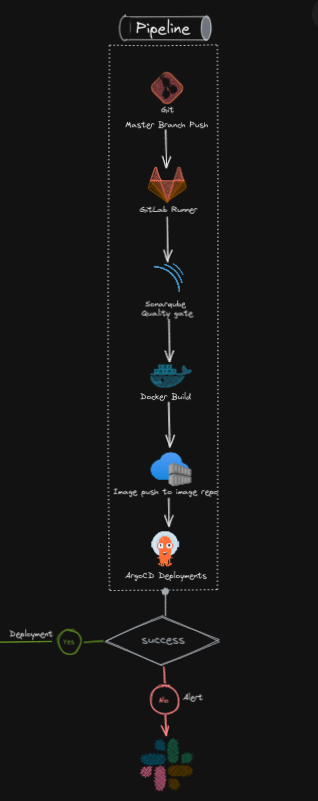 Pipeline
Git
Master Branch Push
GitLab Runner
Sonarqube
Quality gate
Docker Build
Image push to image repo
ArgoCD Deployments
Deployment
Yes
success
No
Alert